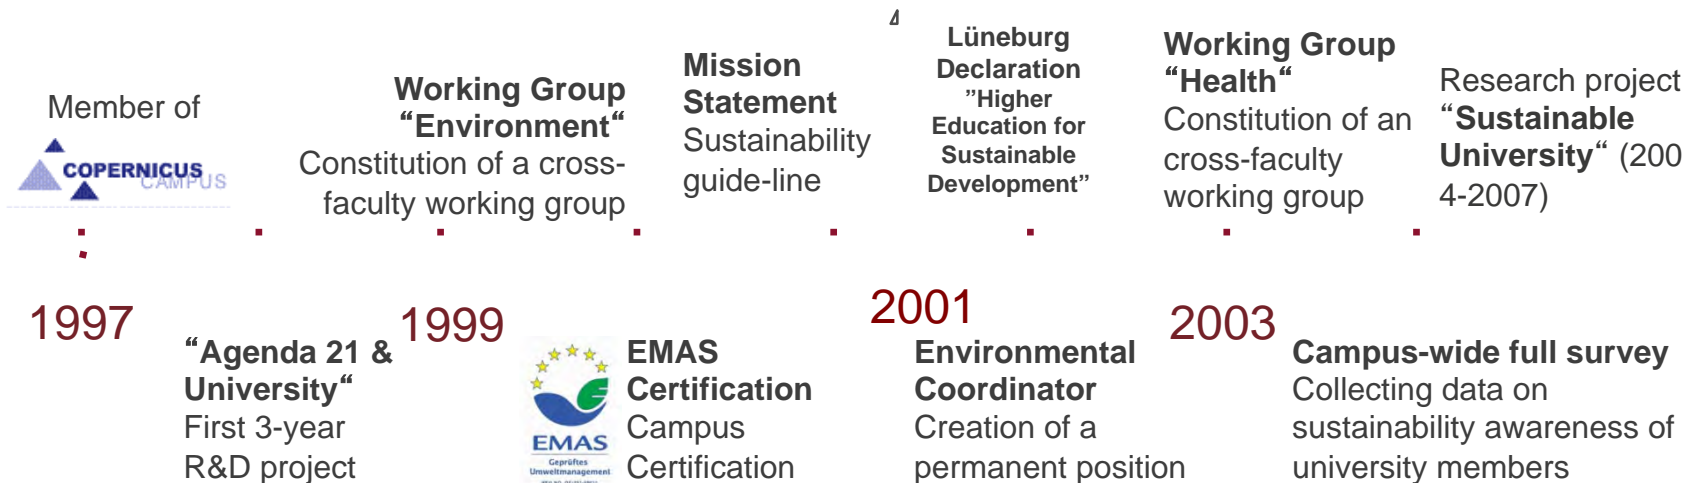 Member of
COPERNICUS
CAMPUS
Working Group
“Environment“
Constitution of a cross-
faculty working group
Mission
Statement
Sustainability
guide-line
Lüneburg
Declaration
”Higher
Education for
Sustainable
Development”
Working Group
“Health“
Constitution of an
cross-faculty
working group
Research project
“Sustainable
University“ (200
4-2007)
1997
“Agenda 21 &
University“
First 3-year
R&D project
1999
EMAS
Geprüftes
Umweltmanagement
EMAS
Certification
Campus
Certification
2001
Environmental
Coordinator
Creation of a
permanent position
2003
Campus-wide full survey
Collecting data on
sustainability awareness of
university members